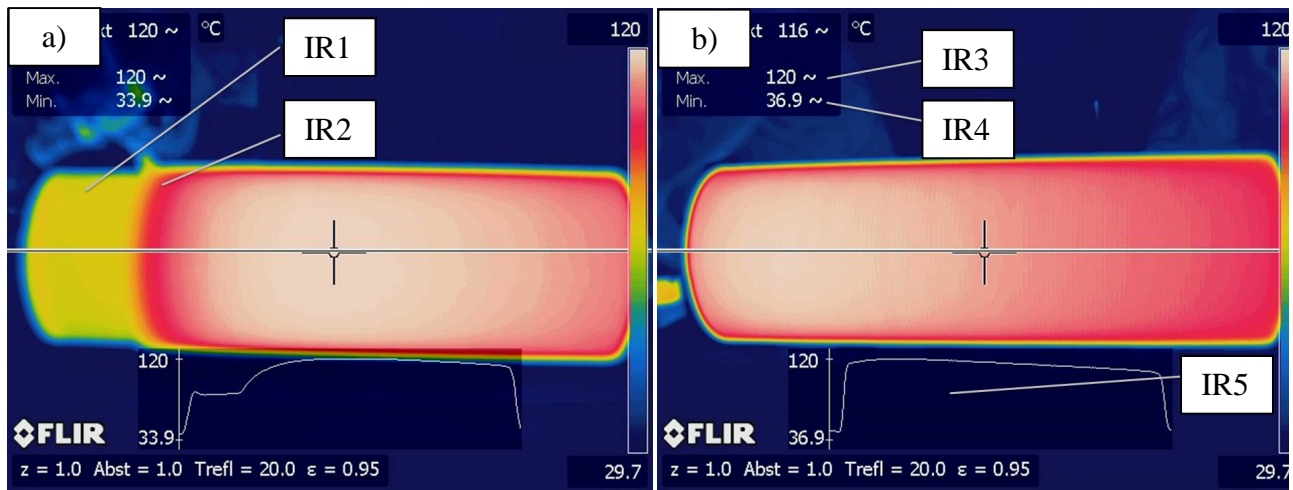 a)
kt 120 ~ °C
Max. 120 ~
Min. 33.9 ~
IR1
IR2
120
120
33.9
FLIR
z = 1.0 Abst = 1.0 Trefl = 20.0 ε = 0.95
29.7
b)
kt 116 ~ °C
Max. 120 ~
Min. 36.9 ~
IR3
IR4
120
120
36.9
IR5
FLIR
z = 1.0 Abst = 1.0 Trefl = 20.0 ε = 0.95
29.7